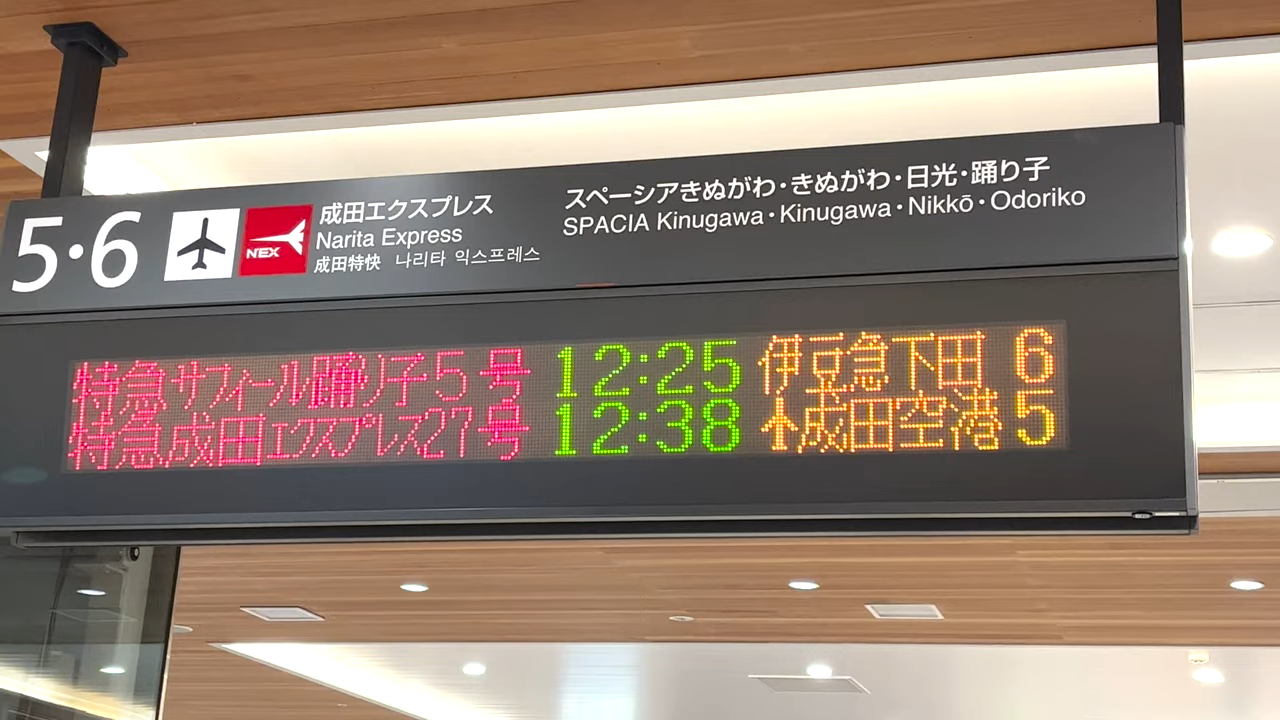 5・6
NEX
成田エクスプレス
Narita Express
成田特快 나리타 익스프레스
スペーシアきぬがわ・きぬがわ・日光・踊り子
SPACIA Kinugawa・Kinugawa・Nikkō・Odoriko
特急サフィール踊り子5号 12:25 伊豆急下田 6
特急成田エクスプレス27号 12:38 成田空港 5